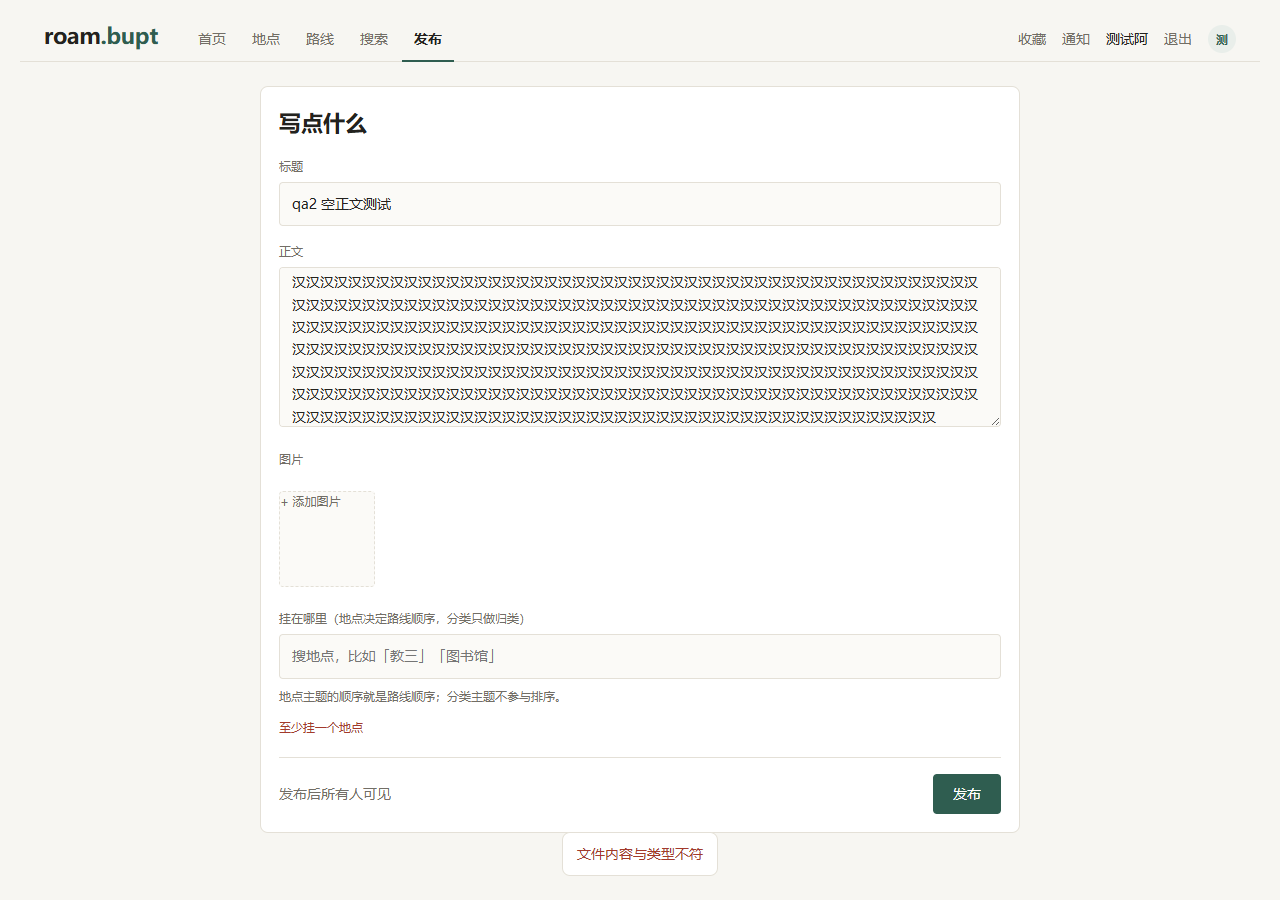 roam.bupt
首页
地点
路线
搜索
发布
收藏
通知
测试阿
退出
测
写点什么
标题
qa2 空正文测试
正文
汉汉汉汉汉汉汉汉汉汉汉汉汉汉汉汉汉汉汉汉汉汉汉汉汉汉汉汉汉汉汉汉汉汉汉汉汉汉汉汉汉汉汉汉汉汉汉汉汉
汉汉汉汉汉汉汉汉汉汉汉汉汉汉汉汉汉汉汉汉汉汉汉汉汉汉汉汉汉汉汉汉汉汉汉汉汉汉汉汉汉汉汉汉汉汉汉汉汉
汉汉汉汉汉汉汉汉汉汉汉汉汉汉汉汉汉汉汉汉汉汉汉汉汉汉汉汉汉汉汉汉汉汉汉汉汉汉汉汉汉汉汉汉汉汉汉汉汉
汉汉汉汉汉汉汉汉汉汉汉汉汉汉汉汉汉汉汉汉汉汉汉汉汉汉汉汉汉汉汉汉汉汉汉汉汉汉汉汉汉汉汉汉汉汉汉汉汉
汉汉汉汉汉汉汉汉汉汉汉汉汉汉汉汉汉汉汉汉汉汉汉汉汉汉汉汉汉汉汉汉汉汉汉汉汉汉汉汉汉汉汉汉汉汉汉汉汉
汉汉汉汉汉汉汉汉汉汉汉汉汉汉汉汉汉汉汉汉汉汉汉汉汉汉汉汉汉汉汉汉汉汉汉汉汉汉汉汉汉汉汉汉汉汉汉汉汉
汉汉汉汉汉汉汉汉汉汉汉汉汉汉汉汉汉汉汉汉汉汉汉汉汉汉汉汉汉汉汉汉汉汉汉汉汉汉汉汉汉汉汉汉汉汉
图片
+ 添加图片
挂在哪里（地点决定路线顺序，分类只做归类）
搜地点，比如「教三」「图书馆」
地点主题的顺序就是路线顺序；分类主题不参与排序。
至少挂一个地点
发布后所有人可见
发布
文件内容与类型不符